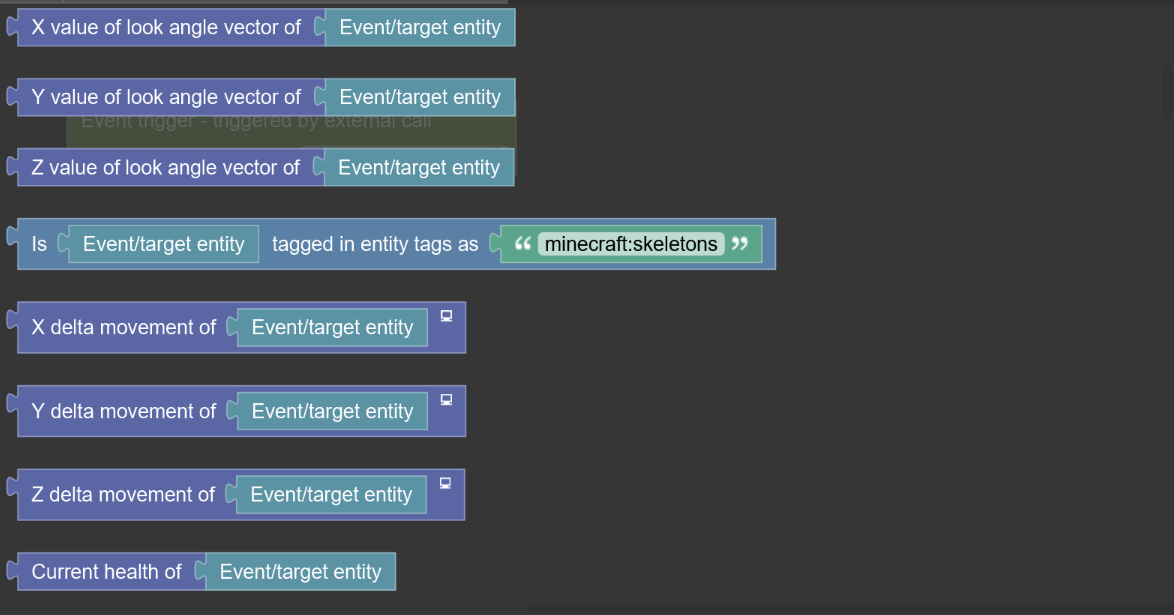 X value of look angle vector of Event/target entity
Y value of look angle vector of Event/target entity
Event trigger - triggered by external call
Z value of look angle vector of Event/target entity
Is Event/target entity tagged in entity tags as “ minecraft:skeletons ”
X delta movement of Event/target entity
Y delta movement of Event/target entity
Z delta movement of Event/target entity
Current health of Event/target entity